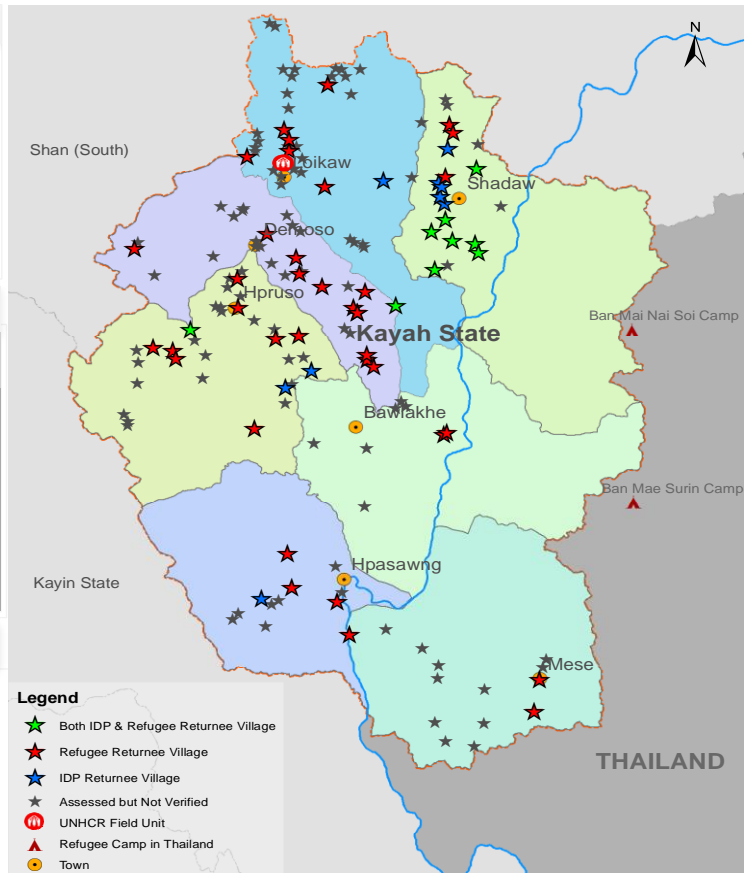 N
Shan (South)
Loikaw
Shadaw
Demoso
Hpruso
Ban Mai Nai Soi Camp
Kayah State
Bawlakhe
Ban Mae Surin Camp
Hpasawng
Kayin State
Mese
THAILAND
Legend
Both IDP & Refugee Returnee Village
Refugee Returnee Village
IDP Returnee Village
Assessed but Not Verified
UNHCR Field Unit
Refugee Camp in Thailand
Town